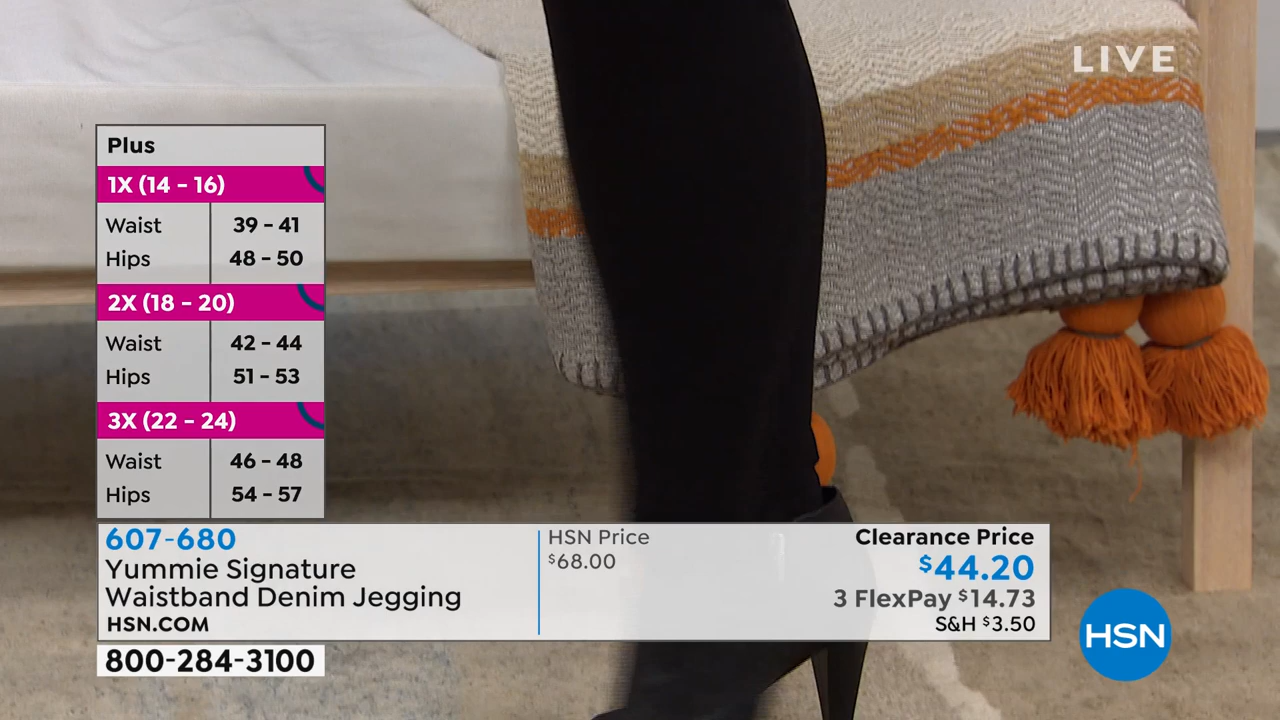 LIVE
Plus
1X (14 - 16)
Waist 39 - 41
Hips 48 - 50
2X (18 - 20)
Waist 42 - 44
Hips 51 - 53
3X (22 - 24)
Waist 46 - 48
Hips 54 - 57
607-680
Yummie Signature
Waistband Denim Jegging
HSN.COM
HSN Price
$68.00
Clearance Price
$44.20
3 FlexPay $14.73
S&H $3.50
800-284-3100
HSN